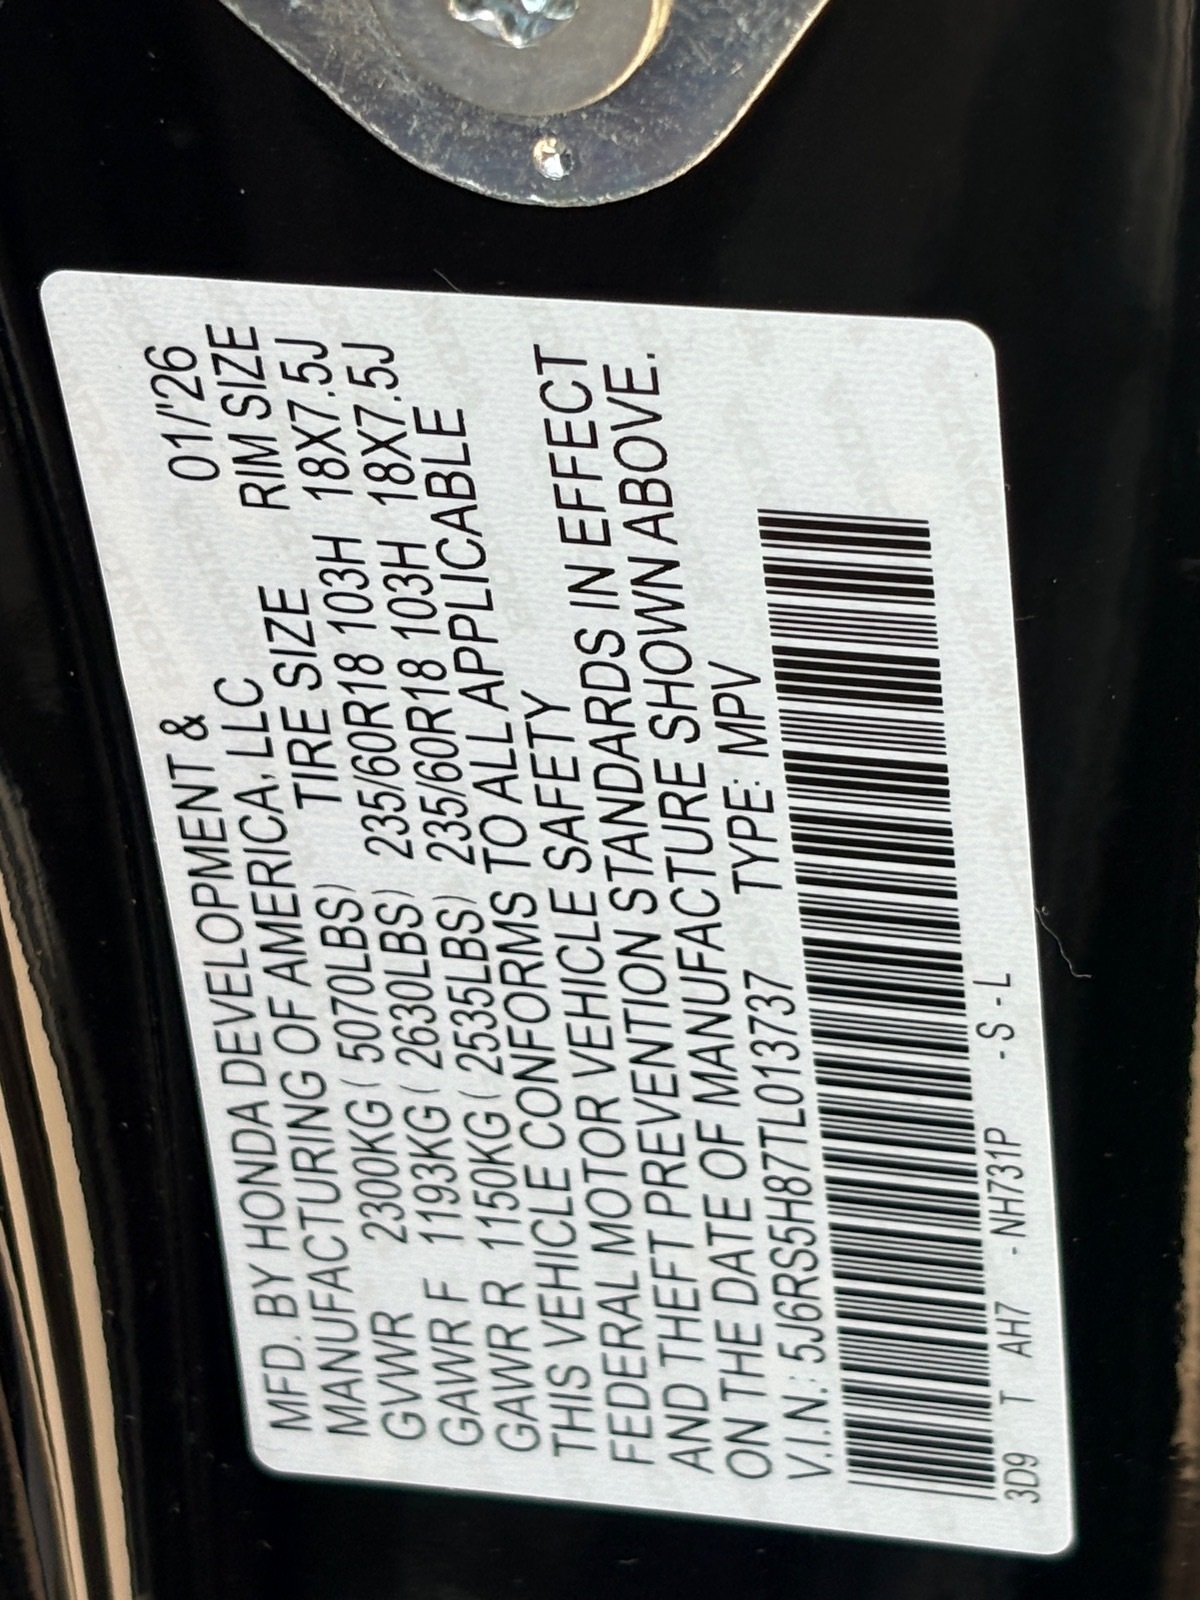 MFD. BY HONDA DEVELOPMENT & 01/'26
MANUFACTURING OF AMERICA, LLC RIM SIZE
TIRE SIZE
GVWR 2300KG ( 5070LBS) 235/60R18 103H 18X7.5J
GAWR F 1193KG ( 2630LBS) 235/60R18 103H 18X7.5J
GAWR R 1150KG ( 2535LBS)
THIS VEHICLE CONFORMS TO ALL APPLICABLE
FEDERAL MOTOR VEHICLE SAFETY
AND THEFT PREVENTION STANDARDS IN EFFECT
ON THE DATE OF MANUFACTURE SHOWN ABOVE.
V.I.N.: 5J6RS5H87TL013737 TYPE: MPV
3D9 T AH7 - NH731P - S - L